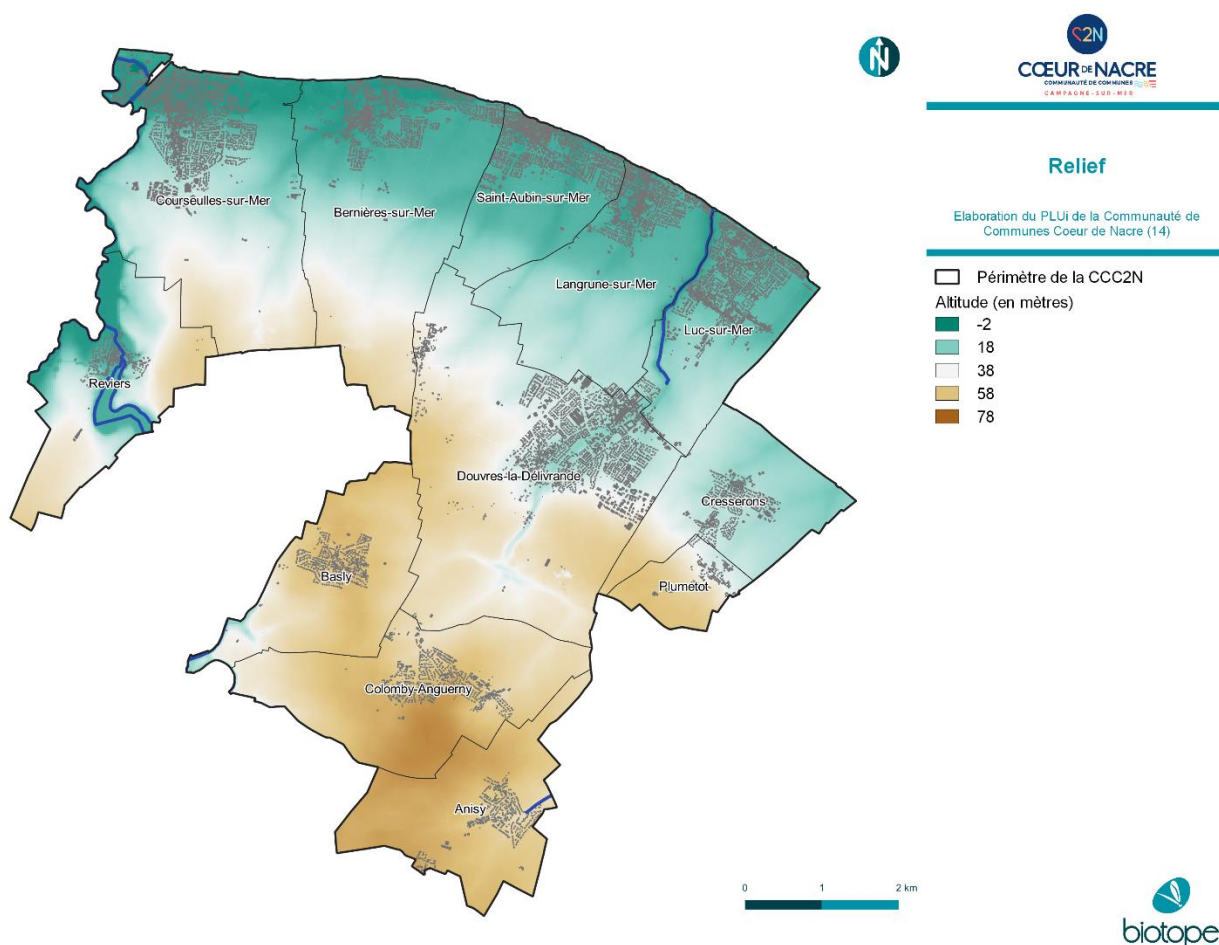 N
2N
CŒUR DE NACRE
COMMUNAUTÉ DE COMMUNES
CAMPAGNE-SUR-MER
Relief
Elaboration du PLUi de la Communauté de
Communes Coeur de Nacre (14)
Périmètre de la CCC2N
Altitude (en mètres)
-2
18
38
58
78
Courseulles-sur-Mer
Bernières-sur-Mer
Saint-Aubin-sur-Mer
Langrune-sur-Mer
Luc-sur-Mer
Reviers
Douvres-la-Délivrande
Cresserons
Basly
Plumetot
Colomby-Anguerny
Anisy
0 1 2 km
biotope